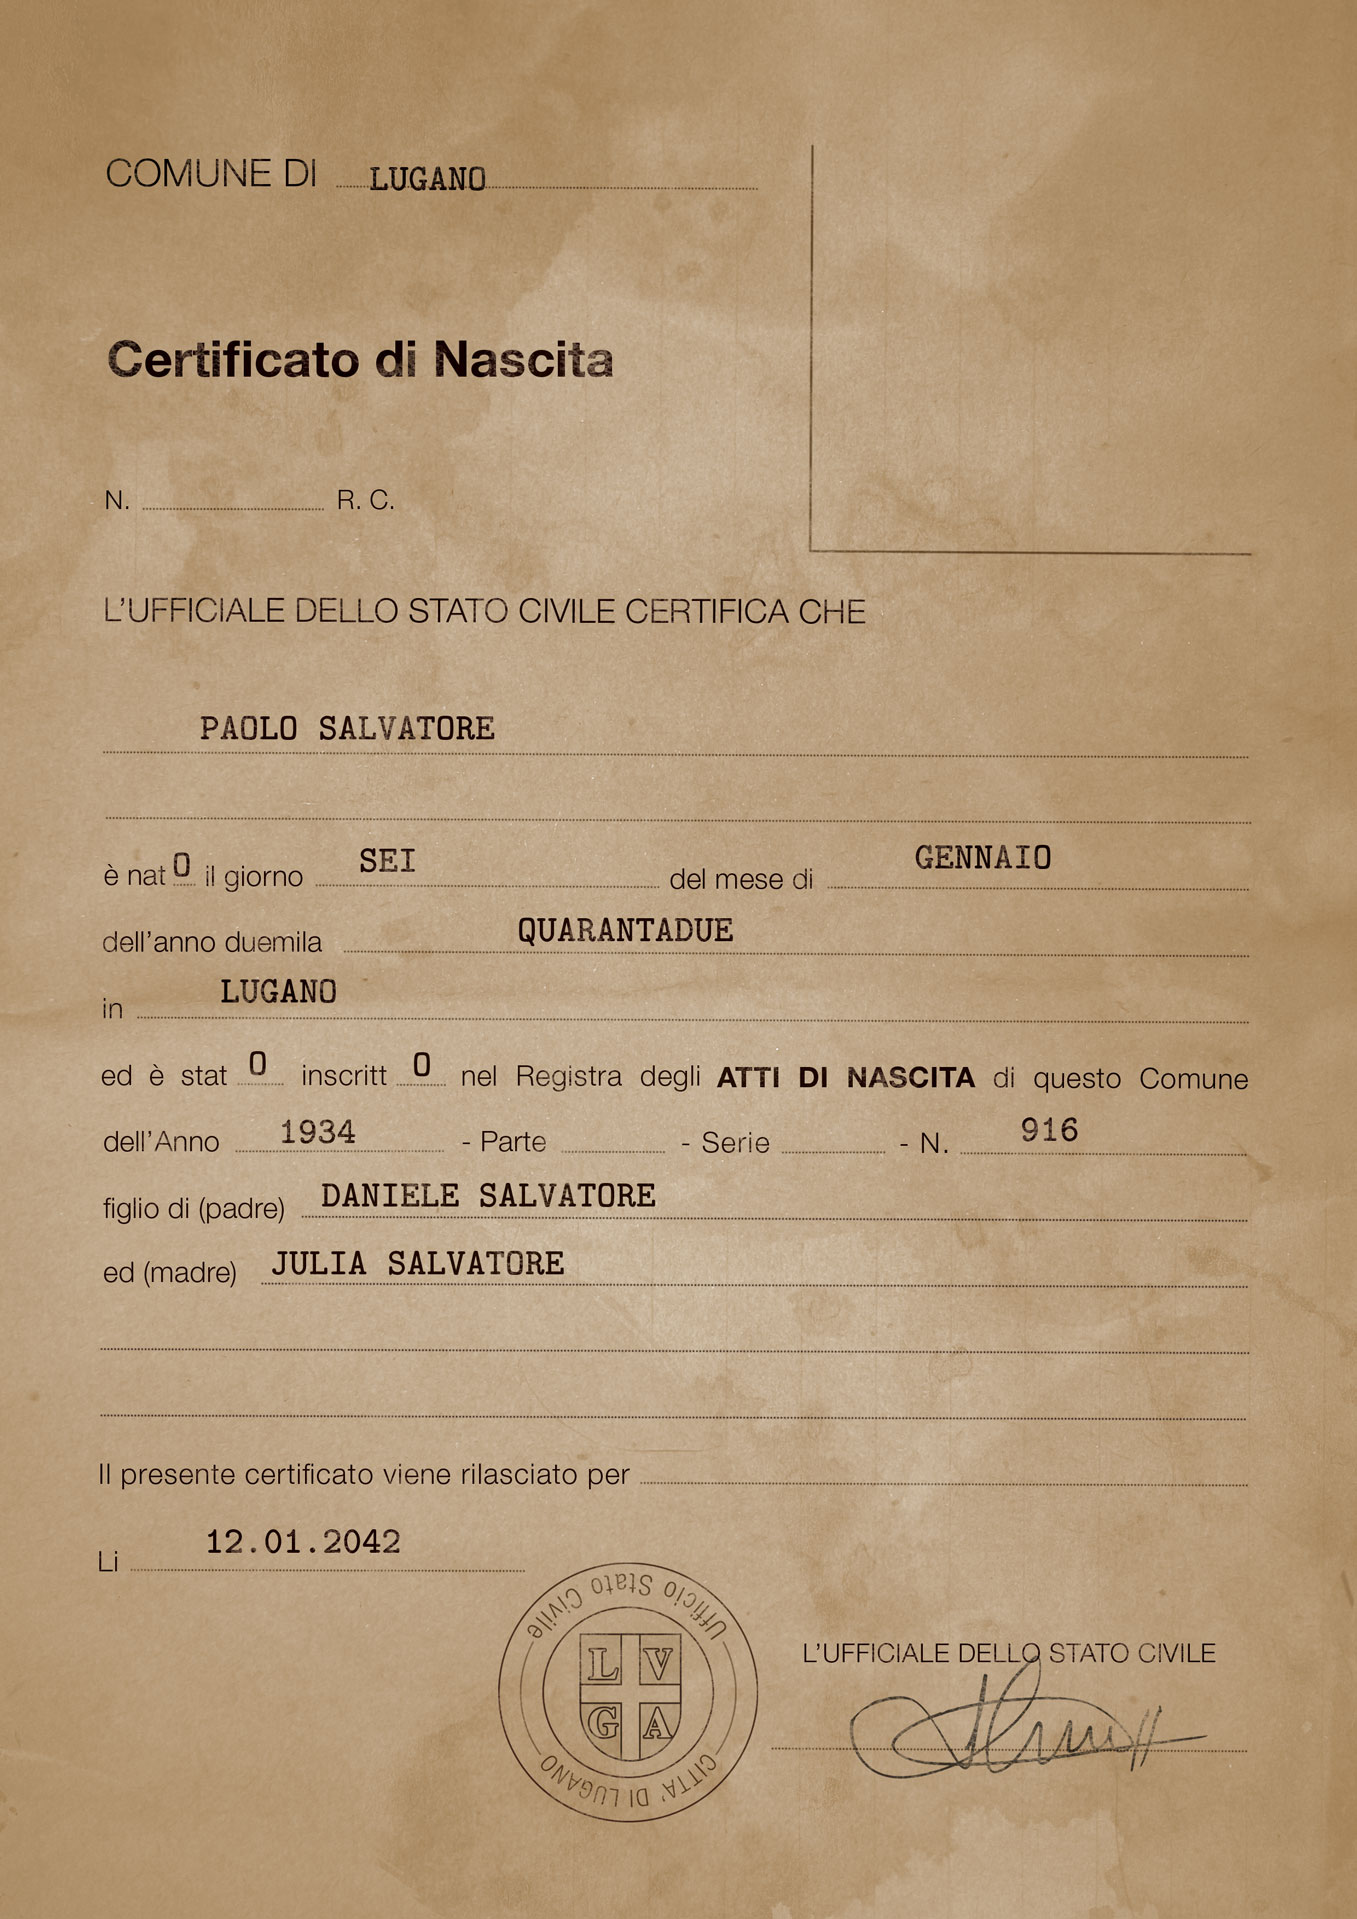 COMUNE DI LUGANO
Certificato di Nascita
N. R. C.
L'UFFICIALE DELLO STATO CIVILE CERTIFICA CHE
PAOLO SALVATORE
è nat O il giorno SEI del mese di GENNAIO
dell'anno duemila QUARANTADUE
in LUGANO
ed è stat O inscritt O nel Registra degli ATTI DI NASCITA di questo Comune
dell'Anno 1934 - Parte - Serie - N. 916
figlio di (padre) DANIELE SALVATORE
ed (madre) JULIA SALVATORE
Il presente certificato viene rilasciato per
Li 12.01.2042
Ufficio Stato Civile
L V
G A
CITTA' DI LUGANO
L'UFFICIALE DELLO STATO CIVILE